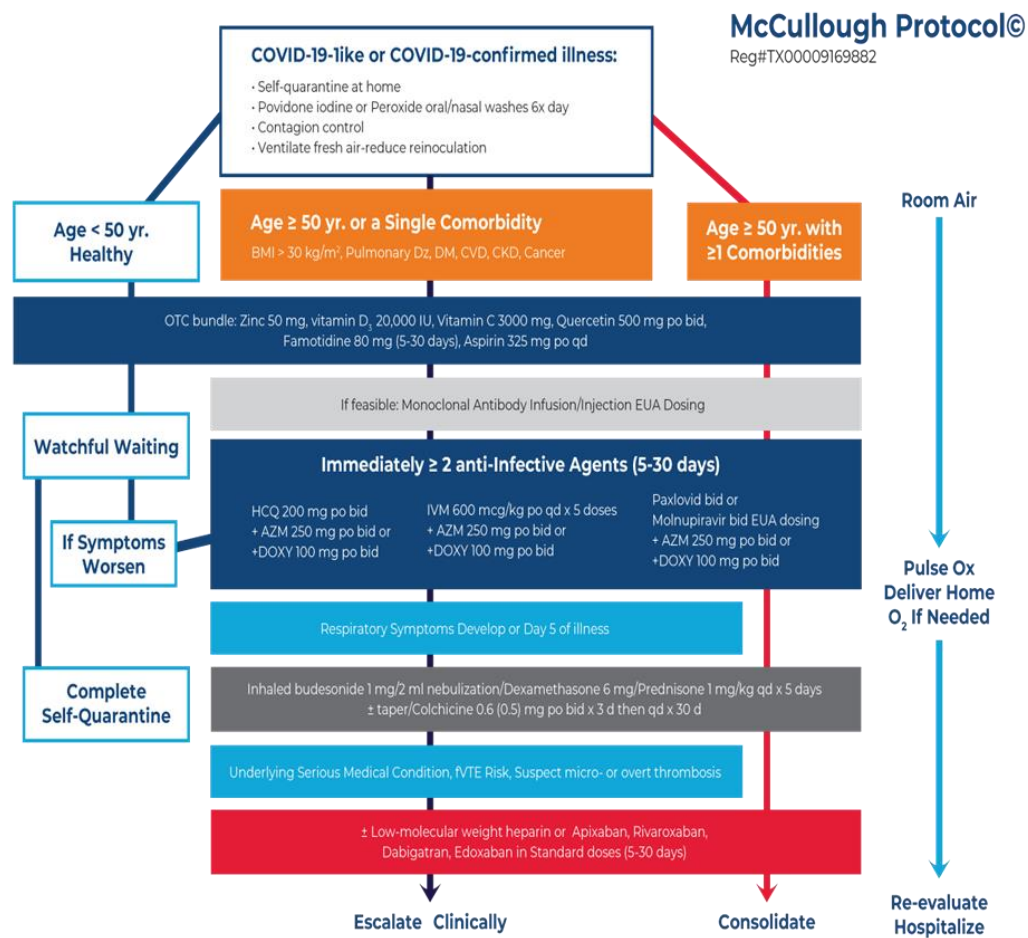 McCullough Protocol©
Reg#TX00009169882
COVID-19-like or COVID-19-confirmed illness:
• Self-quarantine at home
• Povidone iodine or Peroxide oral/nasal washes 6x day
• Contagion control
• Ventilate fresh air-reduce reinoculation
Age < 50 yr.
Healthy
Age ≥ 50 yr. or a Single Comorbidity
BMI > 30 kg/m², Pulmonary Dz, DM, CVD, CKD, Cancer
Age ≥ 50 yr. with
≥1 Comorbidities
Room Air
OTC bundle: Zinc 50 mg, vitamin D₃ 20,000 IU, Vitamin C 3000 mg, Quercetin 500 mg po bid,
Famotidine 80 mg (5-30 days), Aspirin 325 mg po qd
If feasible: Monoclonal Antibody Infusion/Injection EUA Dosing
Watchful Waiting
Immediately ≥ 2 anti-Infective Agents (5-30 days)
HCQ 200 mg po bid
+ AZM 250 mg po bid or
+DOXY 100 mg po bid
IVM 600 mcg/kg po qd x 5 doses
+ AZM 250 mg po bid or
+DOXY 100 mg po bid
Paxlovid bid or
Molnupiravir bid EUA dosing
+ AZM 250 mg po bid or
+DOXY 100 mg po bid
If Symptoms
Worsen
Pulse Ox
Deliver Home
O₂ If Needed
Respiratory Symptoms Develop or Day 5 of illness
Complete
Self-Quarantine
Inhaled budesonide 1 mg/2 ml nebulization/Dexamethasone 6 mg/Prednisone 1 mg/kg qd x 5 days
± taper/Colchicine 0.6 (0.5) mg po bid x 3 d then qd x 30 d
Underlying Serious Medical Condition, fVTE Risk, Suspect micro- or overt thrombosis
± Low-molecular weight heparin or Apixaban, Rivaroxaban,
Dabigatran, Edoxaban in Standard doses (5-30 days)
Escalate Clinically
Consolidate
Re-evaluate
Hospitalize